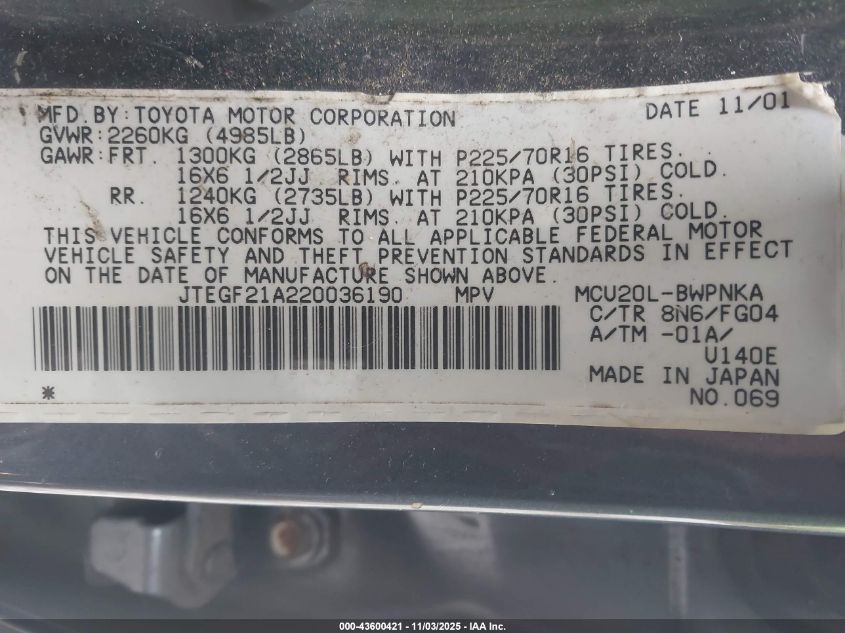 MFD.BY:TOYOTA MOTOR CORPORATION DATE 11/01
GVWR:2260KG (4985LB)
GAWR:FRT. 1300KG (2865LB) WITH P225/70R16 TIRES.
16X6 1/2JJ RIMS. AT 210KPA (30PSI) COLD.
RR. 1240KG (2735LB) WITH P225/70R16 TIRES.
16X6 1/2JJ RIMS. AT 210KPA (30PSI) COLD.
THIS VEHICLE CONFORMS TO ALL APPLICABLE FEDERAL MOTOR
VEHICLE SAFETY AND THEFT PREVENTION STANDARDS IN EFFECT
ON THE DATE OF MANUFACTURE SHOWN ABOVE.
JTEGF21A220036190 MPV MCU20L-BWPNKA
C/TR 8N6/FG04
A/TM -01A/
U140E
MADE IN JAPAN
* NO.069
000-43600421 - 11/03/2025 - IAA Inc.